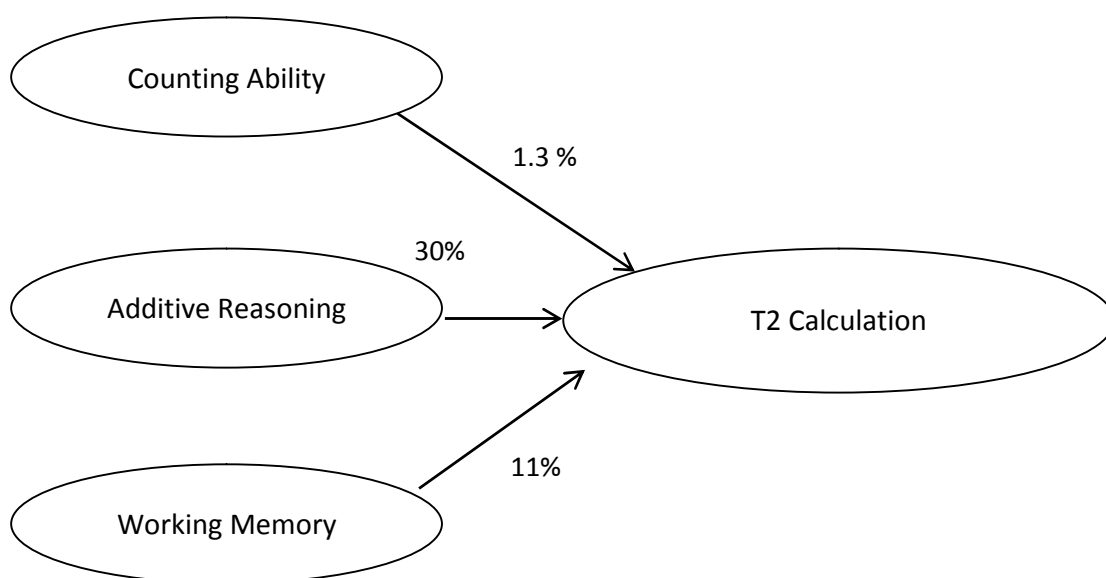 Counting Ability
1.3 %
30%
Additive Reasoning
T2 Calculation
11%
Working Memory